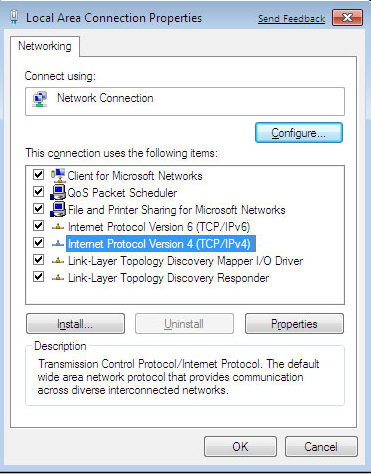 Local Area Connection Properties Send Feedback
Networking
Connect using:
Network Connection
Configure...
This connection uses the following items:
Client for Microsoft Networks
QoS Packet Scheduler
File and Printer Sharing for Microsoft Networks
Internet Protocol Version 6 (TCP/IPv6)
Internet Protocol Version 4 (TCP/IPv4)
Link-Layer Topology Discovery Mapper I/O Driver
Link-Layer Topology Discovery Responder
Install... Uninstall Properties
Description
Transmission Control Protocol/Internet Protocol. The default
wide area network protocol that provides communication
across diverse interconnected networks.
OK Cancel